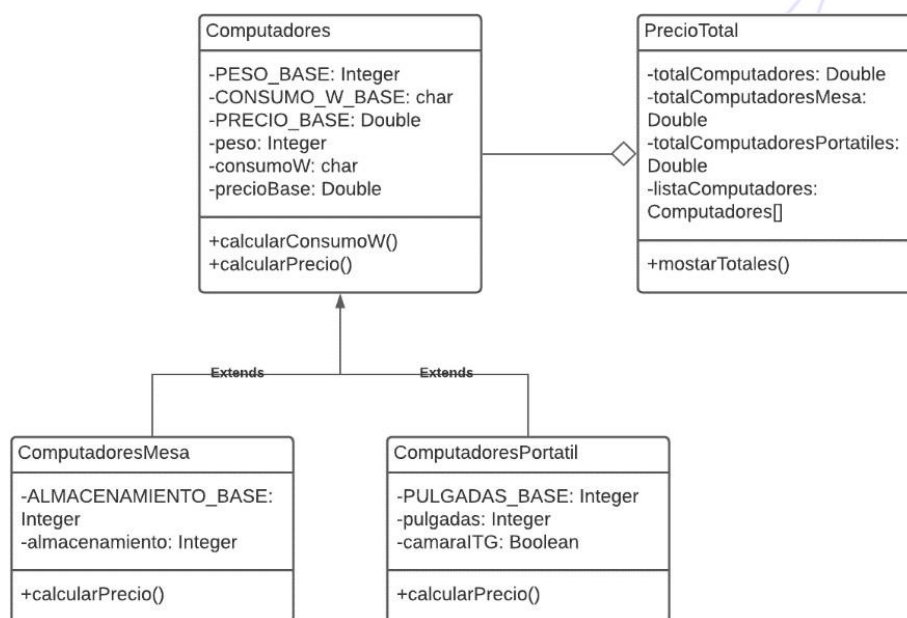 Computadores
-PESO_BASE: Integer
-CONSUMO_W_BASE: char
-PRECIO_BASE: Double
-peso: Integer
-consumoW: char
-precioBase: Double
+calcularConsumoW()
+calcularPrecio()
PrecioTotal
-totalComputadores: Double
-totalComputadoresMesa:
Double
-totalComputadoresPortatiles:
Double
-listaComputadores:
Computadores[]
+mostarTotales()
Extends
Extends
ComputadoresMesa
-ALMACENAMIENTO_BASE:
Integer
-almacenamiento: Integer
+calcularPrecio()
ComputadoresPortatil
-PULGADAS_BASE: Integer
-pulgadas: Integer
-camaraITG: Boolean
+calcularPrecio()